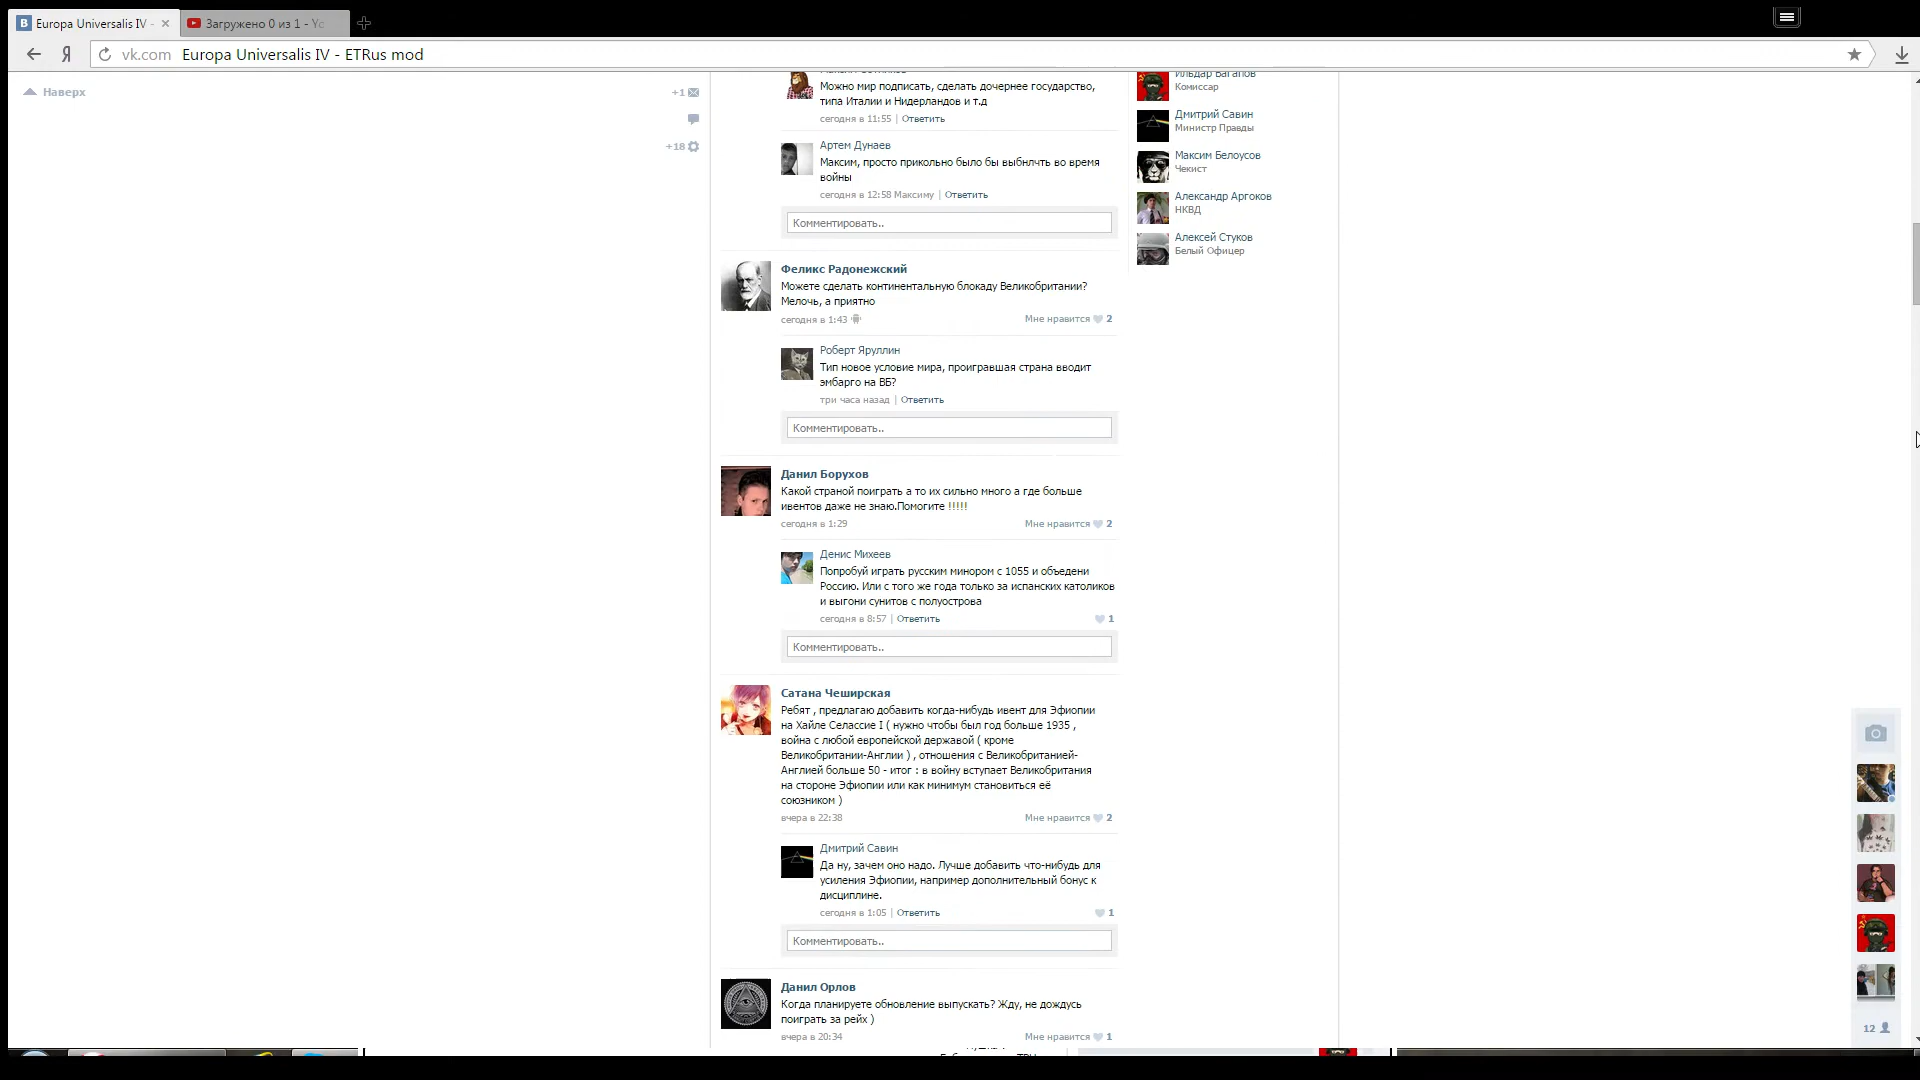 Europa Universalis IV -
Загружено 0 из 1 - Yo
vk.com Europa Universalis IV - ETRus mod
Наверх
+1
+18
Можно мир подписать, сделать дочернее государство,
типа Италии и Нидерландов и т.д
сегодня в 11:55 | Ответить
Артем Дунаев
Максим, просто прикольно было бы выбнлчть во время
войны
сегодня в 12:58 Максиму | Ответить
Комментировать..
Феликс Радонежский
Можете сделать континентальную блокаду Великобритании?
Мелочь, а приятно
сегодня в 1:43
Мне нравится 2
Роберт Яруллин
Тип новое условие мира, проигравшая страна вводит
эмбарго на ВБ?
три часа назад | Ответить
Комментировать..
Данил Борухов
Какой страной поиграть а то их сильно много а где больше
ивентов даже не знаю.Помогите !!!!!
сегодня в 1:29
Мне нравится 2
Денис Михеев
Попробуй играть русским минором с 1055 и объедени
Россию. Или с того же года только за испанских католиков
и выгони сунитов с полуострова
сегодня в 8:57 | Ответить
1
Комментировать..
Сатана Чеширская
Ребят , предлагаю добавить когда-нибудь ивент для Эфиопии
на Хайле Селассие I ( нужно чтобы был год больше 1935 ,
война с любой европейской державой ( кроме
Великобритании-Англии ) , отношения с Великобританией-
Англией больше 50 - итог : в войну вступает Великобритания
на стороне Эфиопии или как минимум становиться её
союзником )
вчера в 22:38
Мне нравится 2
Дмитрий Савин
Да ну, зачем оно надо. Лучше добавить что-нибудь для
усиления Эфиопии, например дополнительный бонус к
дисциплине.
сегодня в 1:05 | Ответить
1
Комментировать..
Данил Орлов
Когда планируете обновление выпускать? Жду, не дождусь
поиграть за рейх )
вчера в 20:34
Мне нравится 1
Ильдар Вагапов
Комиссар
Дмитрий Савин
Министр Правды
Максим Белоусов
Чекист
Александр Аргоков
НКВД
Алексей Стуков
Белый Офицер
12